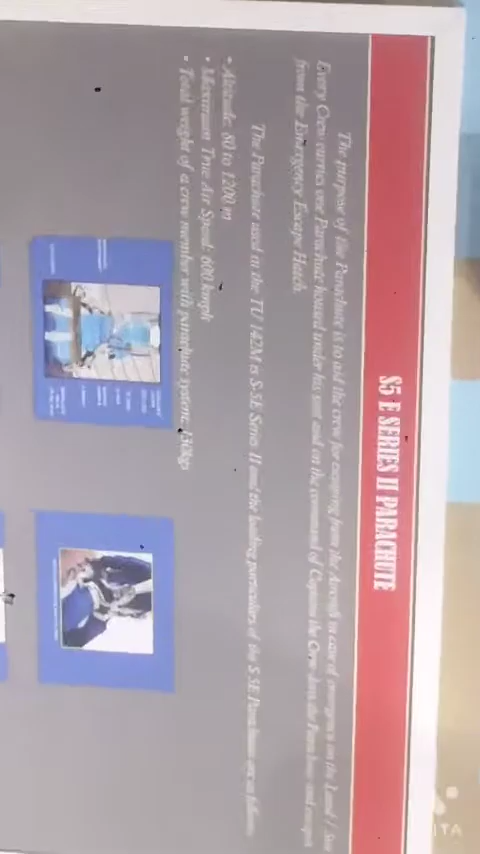 S5 E SERIES II PARACHUTE
The purpose of the Parachute is to aid the crew for escaping from the Aircraft in case of emergency on the Land / Sea
Every Crew carries one Parachute housed under his seat and on the command of Captain the Crew dons the Parachute and escapes
from the Emergency Escape Hatch
The Parachute used in the TU 142M is S-5E Series II and the leading particulars of the S-5E Parachute are as follows
• Altitude: 80 to 1200 m
• Maximum True Air Speed: 600 kmph
• Total weight of a crew member with parachute system: 130kgs